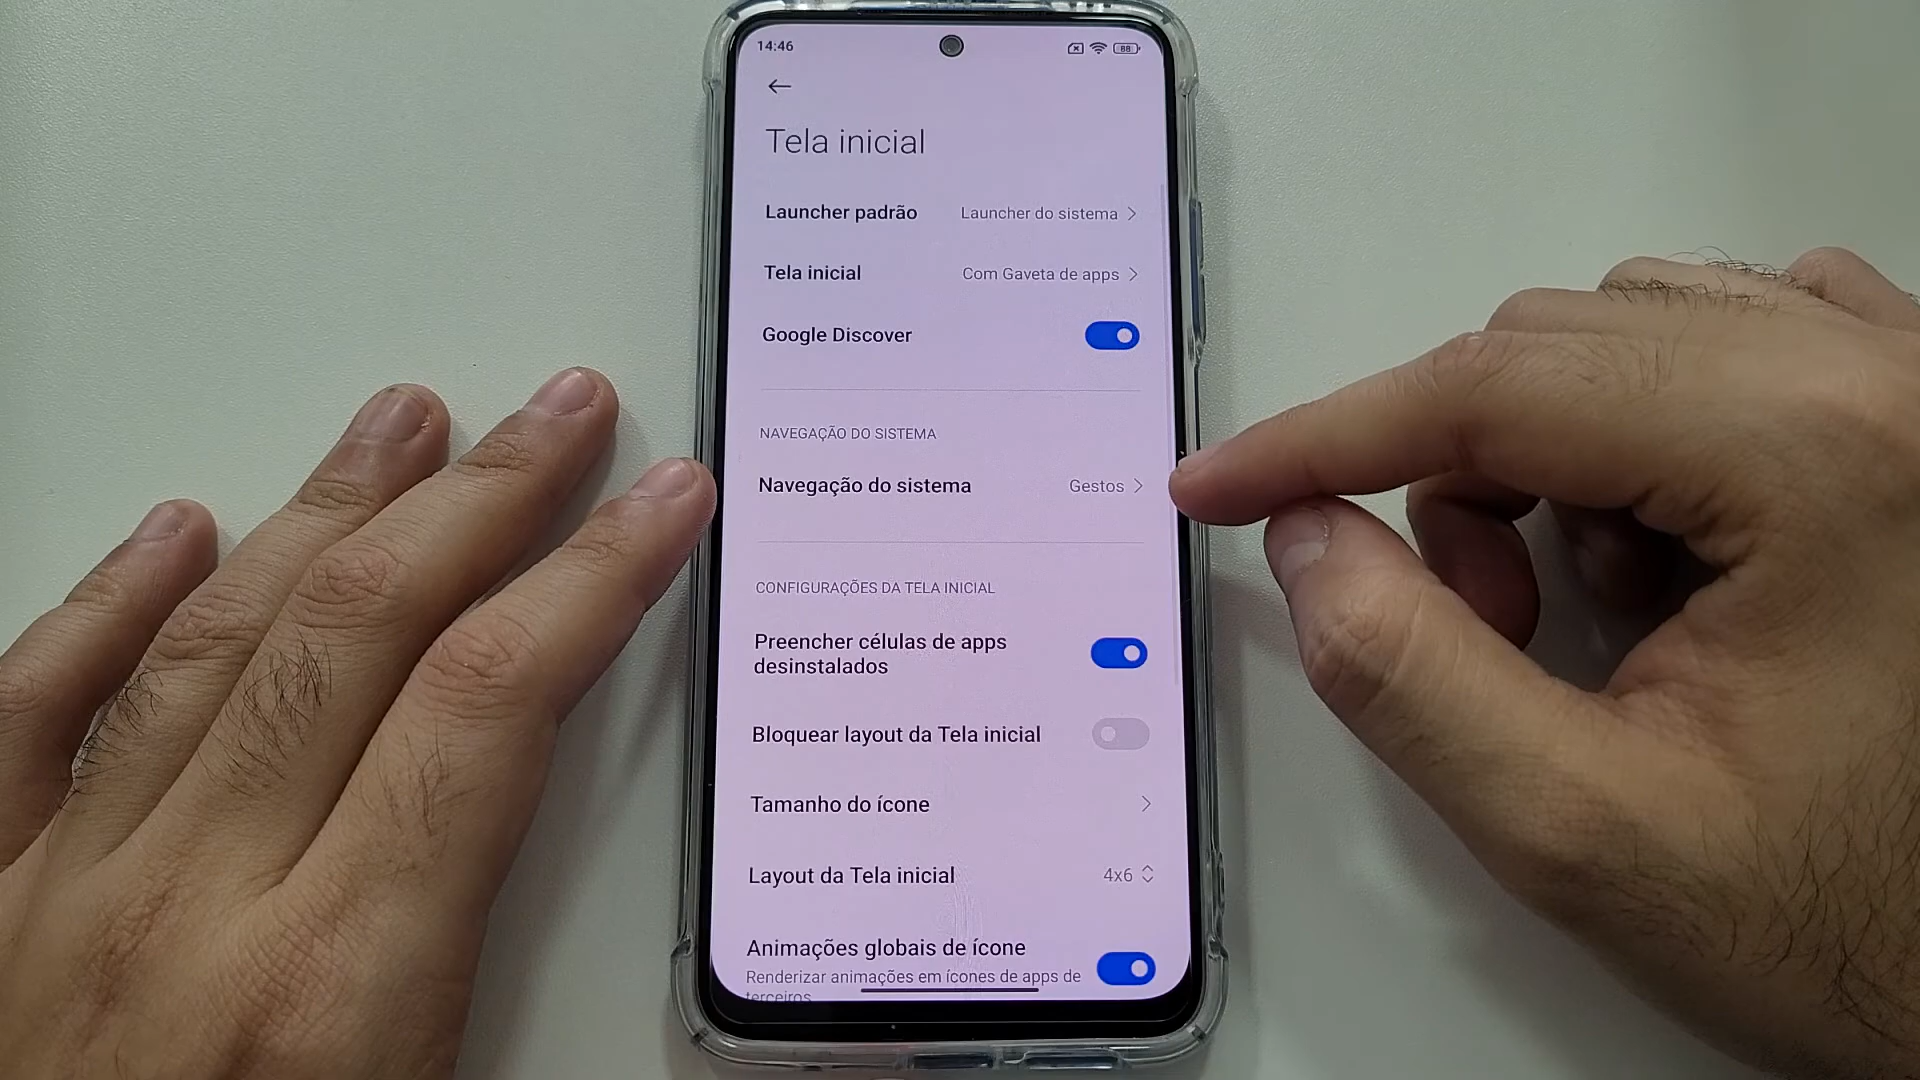 14:46
88
Tela inicial
Launcher padrão Launcher do sistema
Tela inicial Com Gaveta de apps
Google Discover
NAVEGAÇÃO DO SISTEMA
Navegação do sistema Gestos
CONFIGURAÇÕES DA TELA INICIAL
Preencher células de apps
desinstalados
Bloquear layout da Tela inicial
Tamanho do ícone
Layout da Tela inicial 4x6
Animações globais de ícone
Renderizar animações em ícones de apps de
terceiros